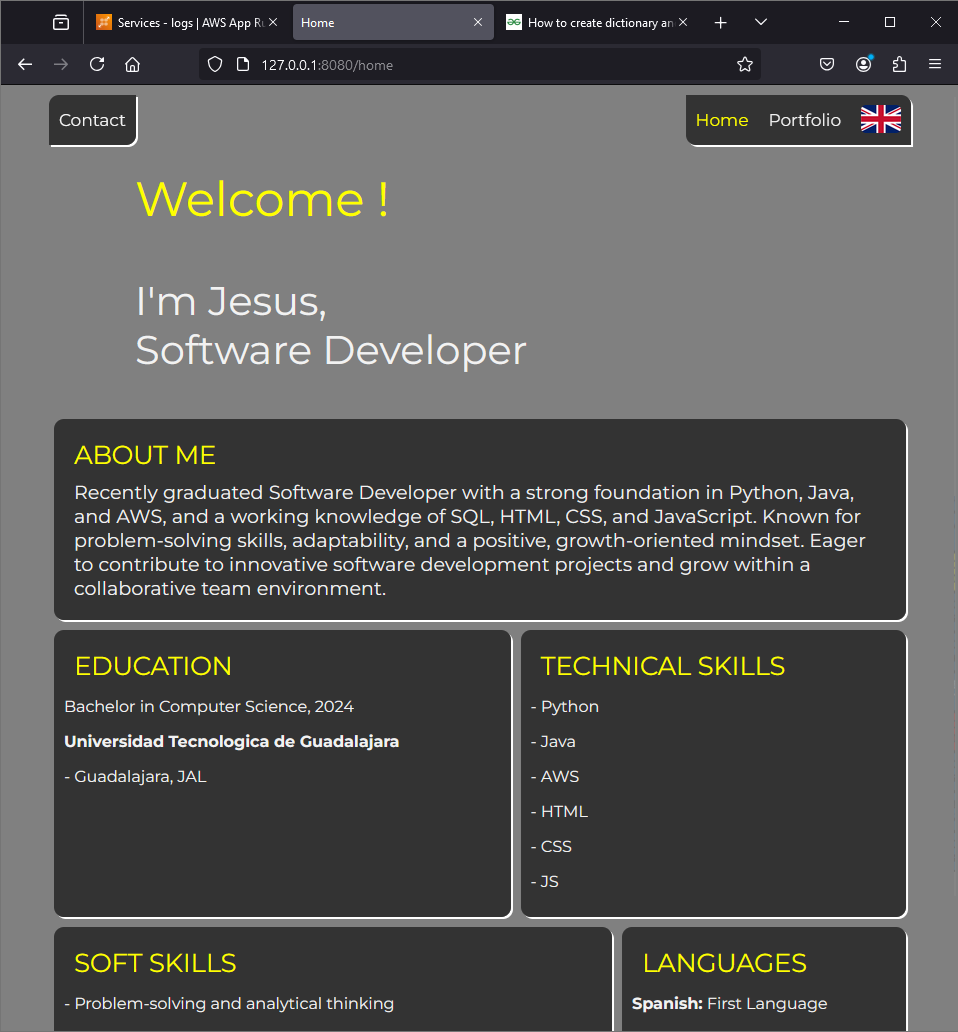 Services - logs | AWS App Ru
Home
How to create dictionary an
127.0.0.1:8080/home
Contact
Home
Portfolio
Welcome !
I'm Jesus,
Software Developer
ABOUT ME
Recently graduated Software Developer with a strong foundation in Python, Java,
and AWS, and a working knowledge of SQL, HTML, CSS, and JavaScript. Known for
problem-solving skills, adaptability, and a positive, growth-oriented mindset. Eager
to contribute to innovative software development projects and grow within a
collaborative team environment.
EDUCATION
Bachelor in Computer Science, 2024
Universidad Tecnologica de Guadalajara
- Guadalajara, JAL
TECHNICAL SKILLS
- Python
- Java
- AWS
- HTML
- CSS
- JS
SOFT SKILLS
- Problem-solving and analytical thinking
LANGUAGES
Spanish: First Language